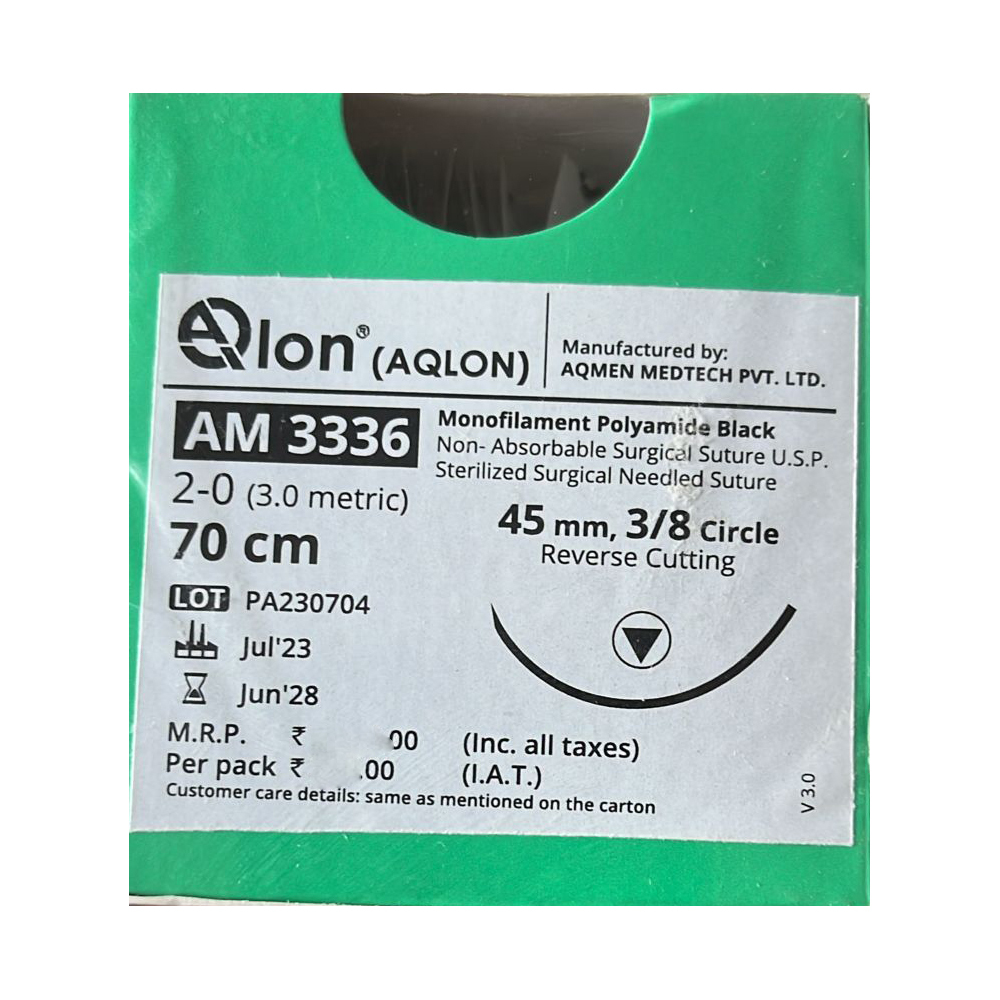 AQlon® (AQLON)
Manufactured by:
AQMEN MEDTECH PVT. LTD.
AM 3336
2-0 (3.0 metric)
70 cm
Monofilament Polyamide Black
Non- Absorbable Surgical Suture U.S.P.
Sterilized Surgical Needled Suture
45 mm, 3/8 Circle
Reverse Cutting
LOT PA230704
Jul'23
Jun'28
M.R.P. ₹ 00 (Inc. all taxes)
Per pack ₹ .00 (I.A.T.)
Customer care details: same as mentioned on the carton
V 3.0